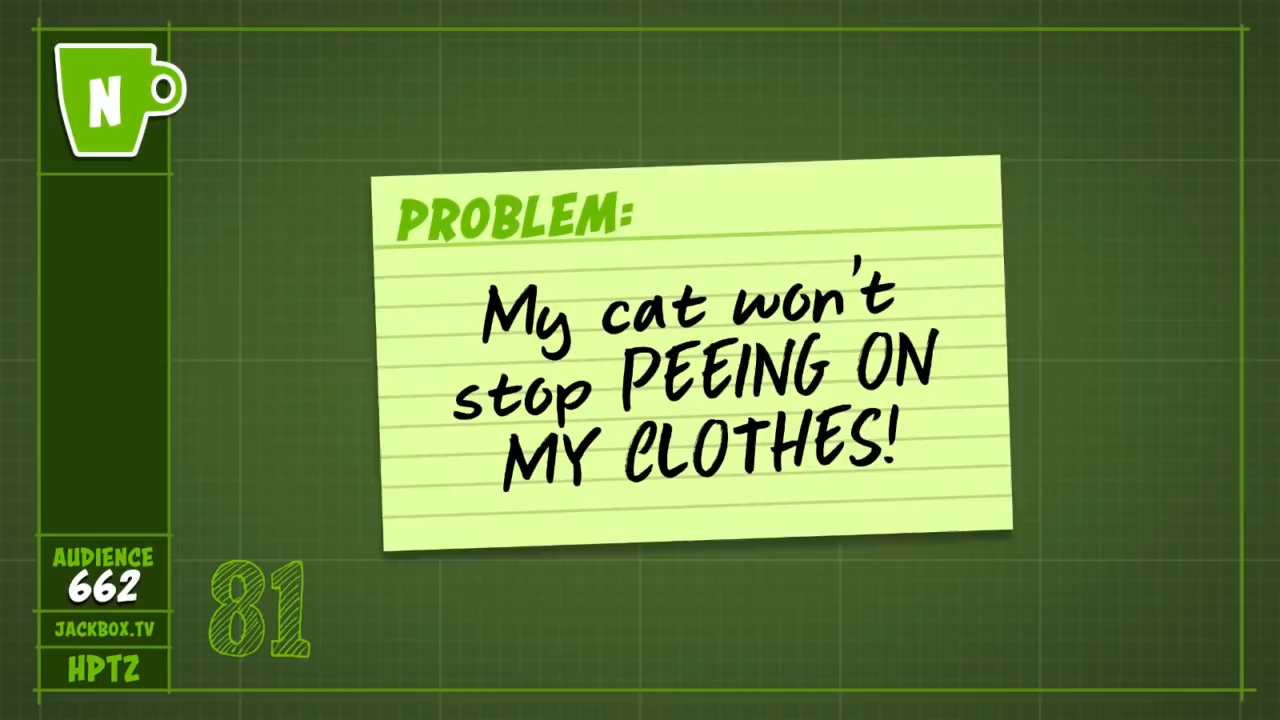 N
PROBLEM:
My cat won't
stop PEEING ON
MY CLOTHES!
AUDIENCE
662
JACKBOX.TV
HPTZ
81